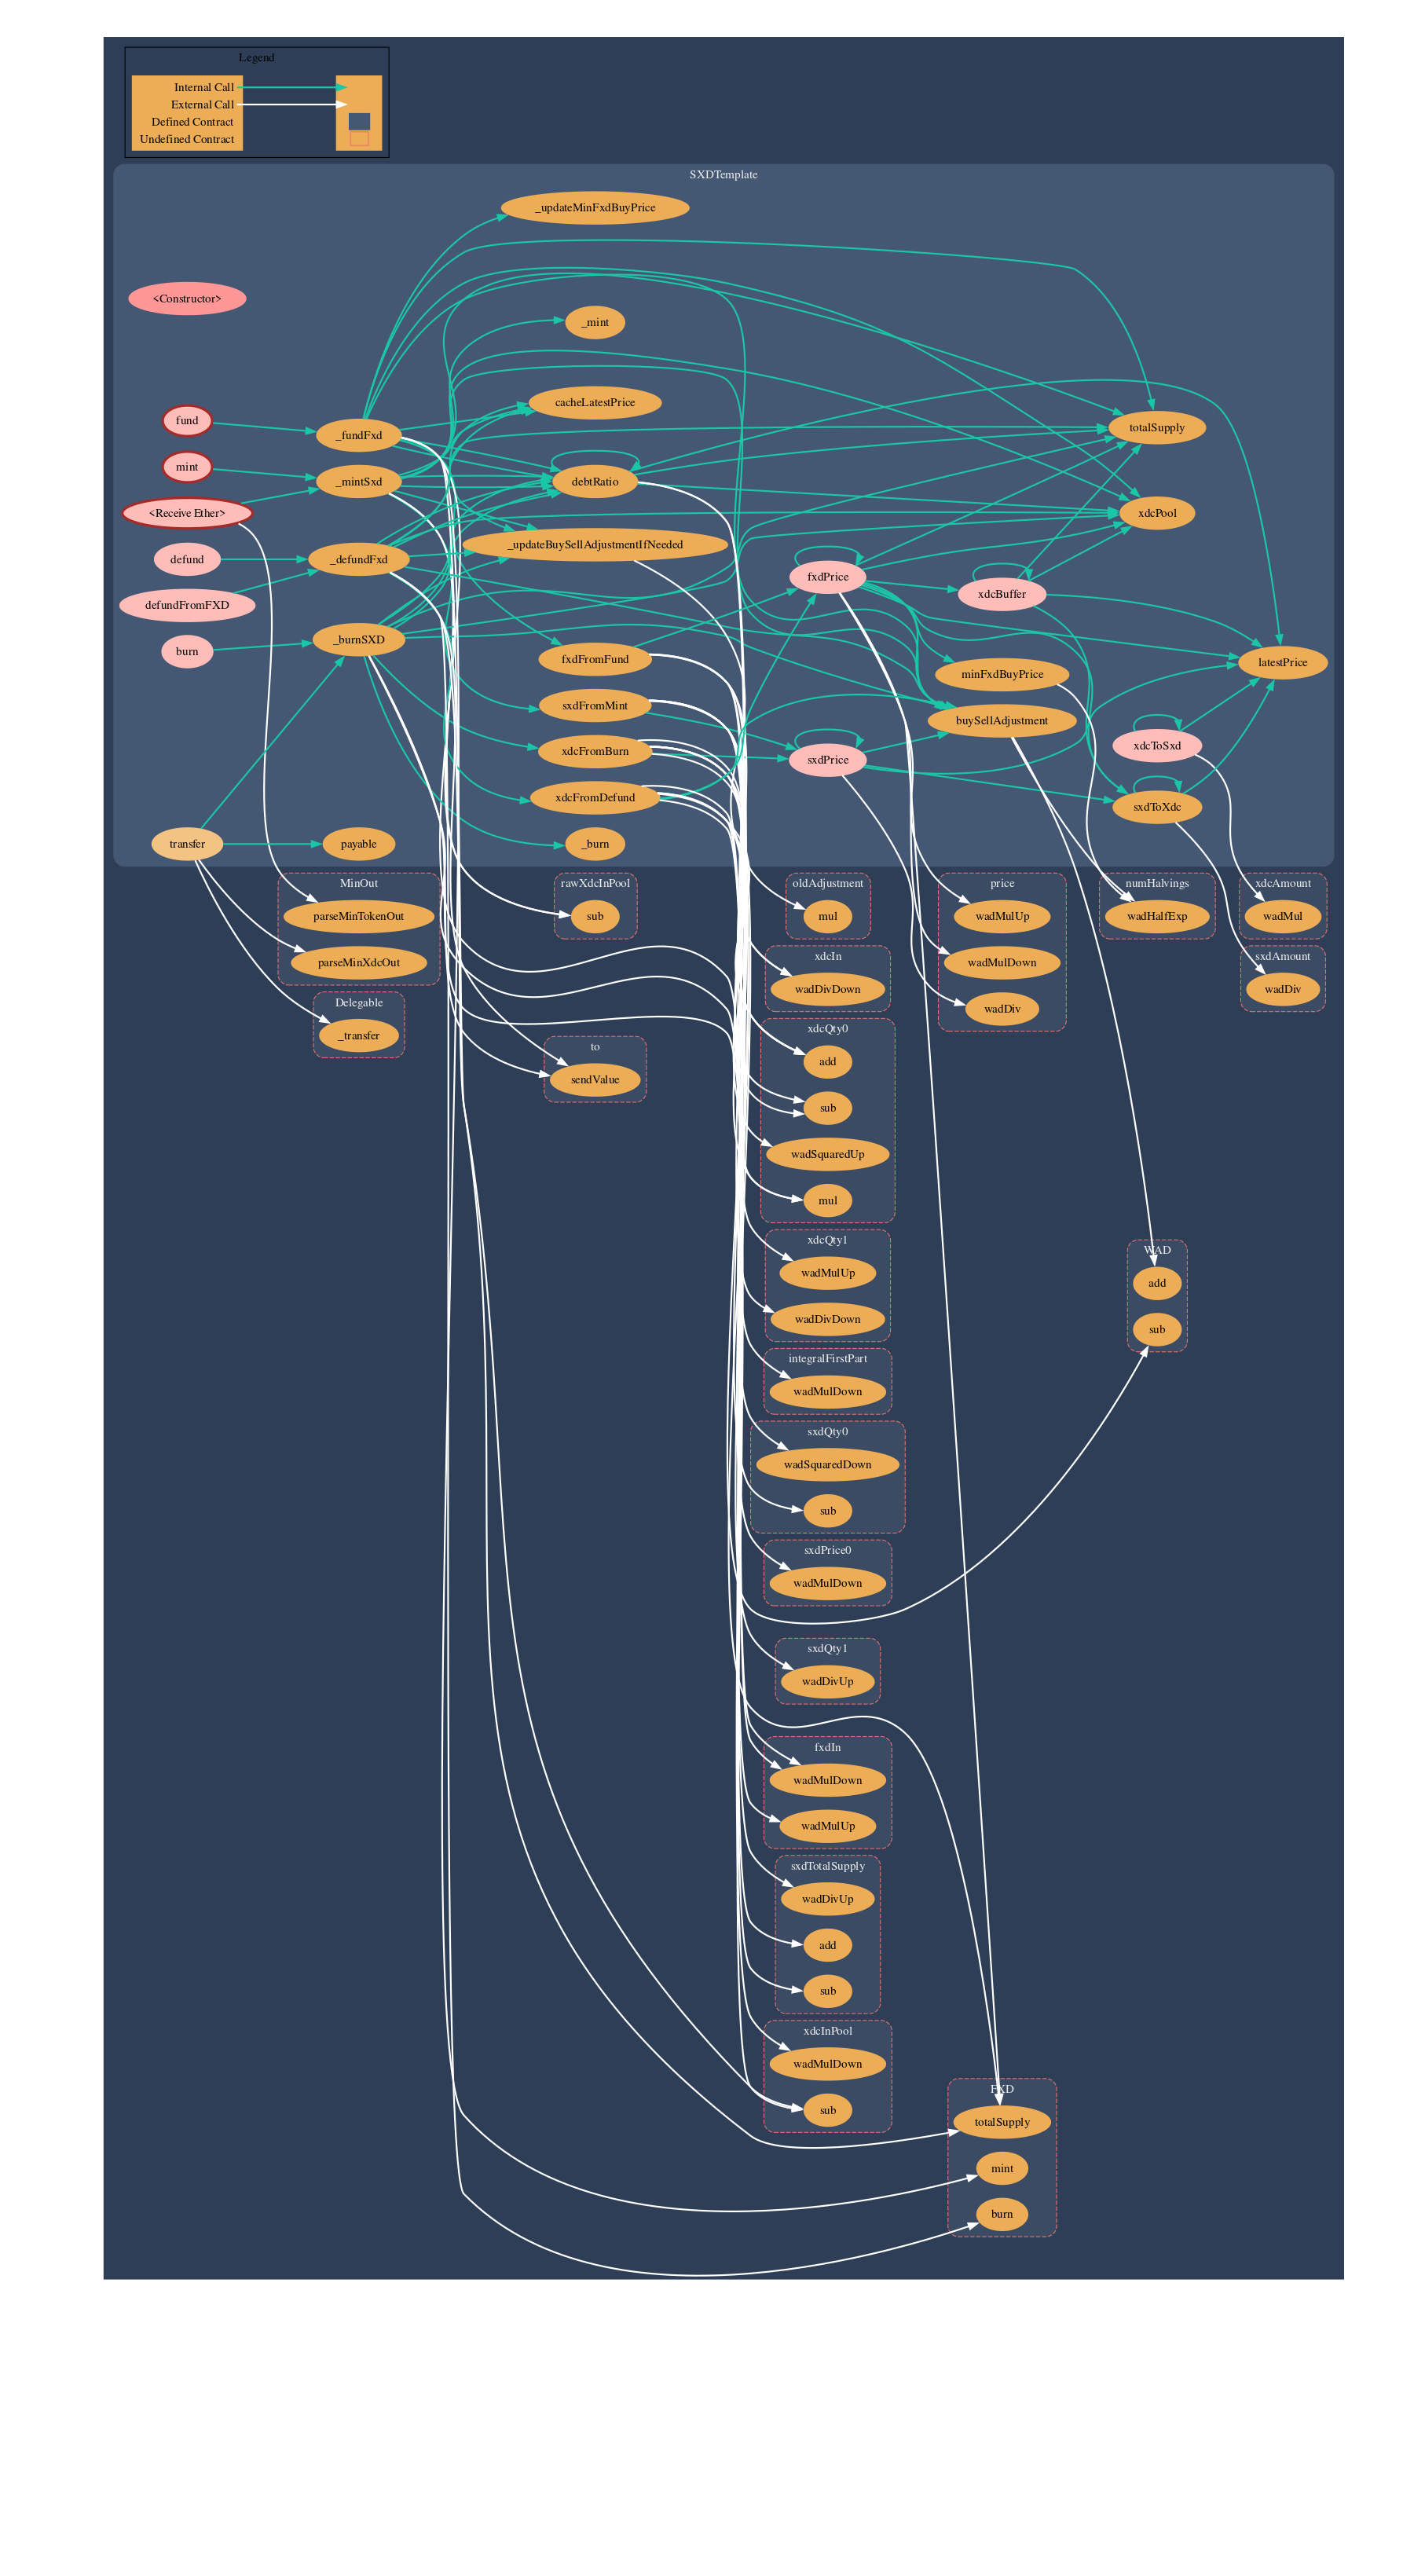 Legend
Internal Call
External Call
Defined Contract
Undefined Contract
SXDTemplate
_updateMinFxdBuyPrice
<Constructor>
_mint
cacheLatestPrice
fund
_fundFxd
totalSupply
mint
_mintSxd
debtRatio
<Receive Ether>
xdcPool
_updateBuySellAdjustmentIfNeeded
defund
_defundFxd
fxdPrice
xdcBuffer
defundFromFXD
_burnSXD
burn
fxdFromFund
latestPrice
minFxdBuyPrice
sxdFromMint
buySellAdjustment
xdcFromBurn
sxdPrice
xdcToSxd
xdcFromDefund
sxdToXdc
transfer
payable
_burn
MinOut
parseMinTokenOut
parseMinXdcOut
rawXdcInPool
sub
oldAdjustment
mul
price
wadMulUp
wadMulDown
wadDiv
numHalvings
wadHalfExp
xdcAmount
wadMul
sxdAmount
wadDiv
Delegable
_transfer
to
sendValue
xdcIn
wadDivDown
xdcQty0
add
sub
wadSquaredUp
mul
xdcQty1
wadMulUp
wadDivDown
WAD
add
sub
integralFirstPart
wadMulDown
sxdQty0
wadSquaredDown
sub
sxdPrice0
wadMulDown
sxdQty1
wadDivUp
fxdIn
wadMulDown
wadMulUp
sxdTotalSupply
wadDivUp
add
sub
xdcInPool
wadMulDown
sub
FXD
totalSupply
mint
burn